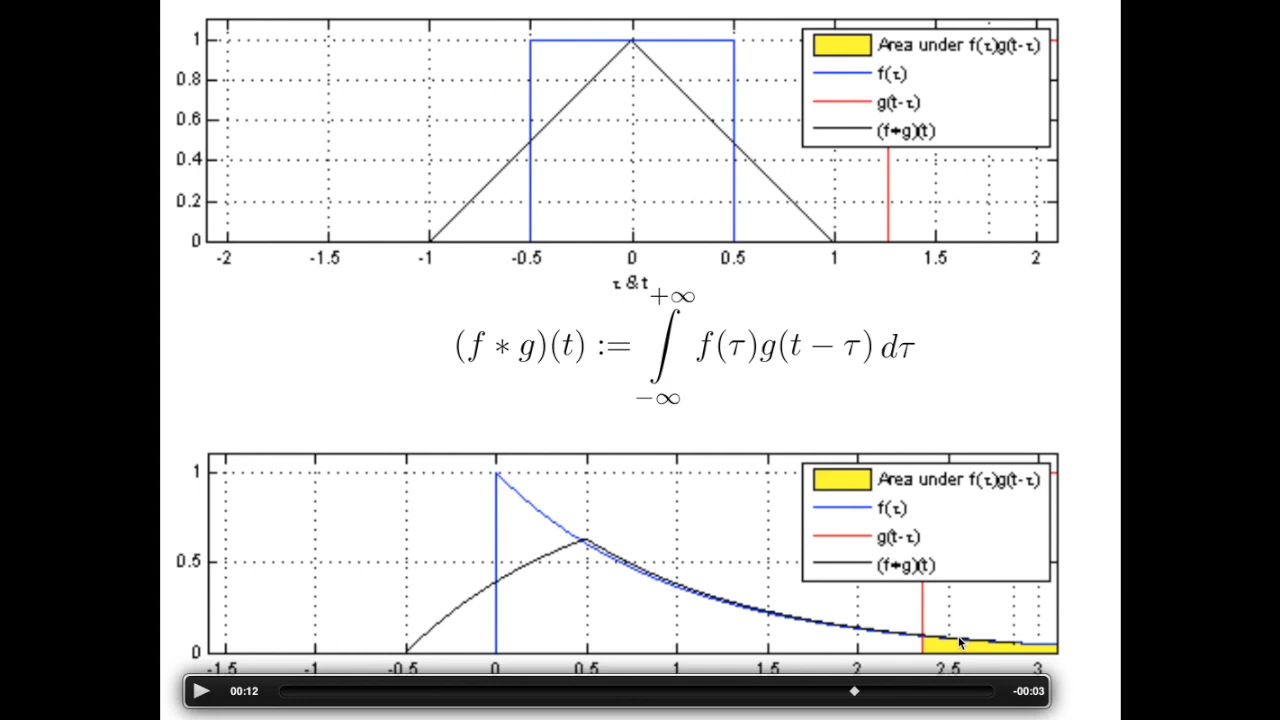 1
0.8
0.6
0.4
0.2
0
Area under f(τ)g(t-τ)
f(τ)
g(t-τ)
(f*g)(t)
-2 -1.5 -1 -0.5 0 0.5 1 1.5 2
τ & t
(f ∗ g)(t) := ∫_{−∞}^{+∞} f(τ)g(t − τ) dτ
1
0.5
0
Area under f(τ)g(t-τ)
f(τ)
g(t-τ)
(f*g)(t)
-1.5 -1 -0.5 0 0.5 1 1.5 2 2.5 3
00:12 -00:03